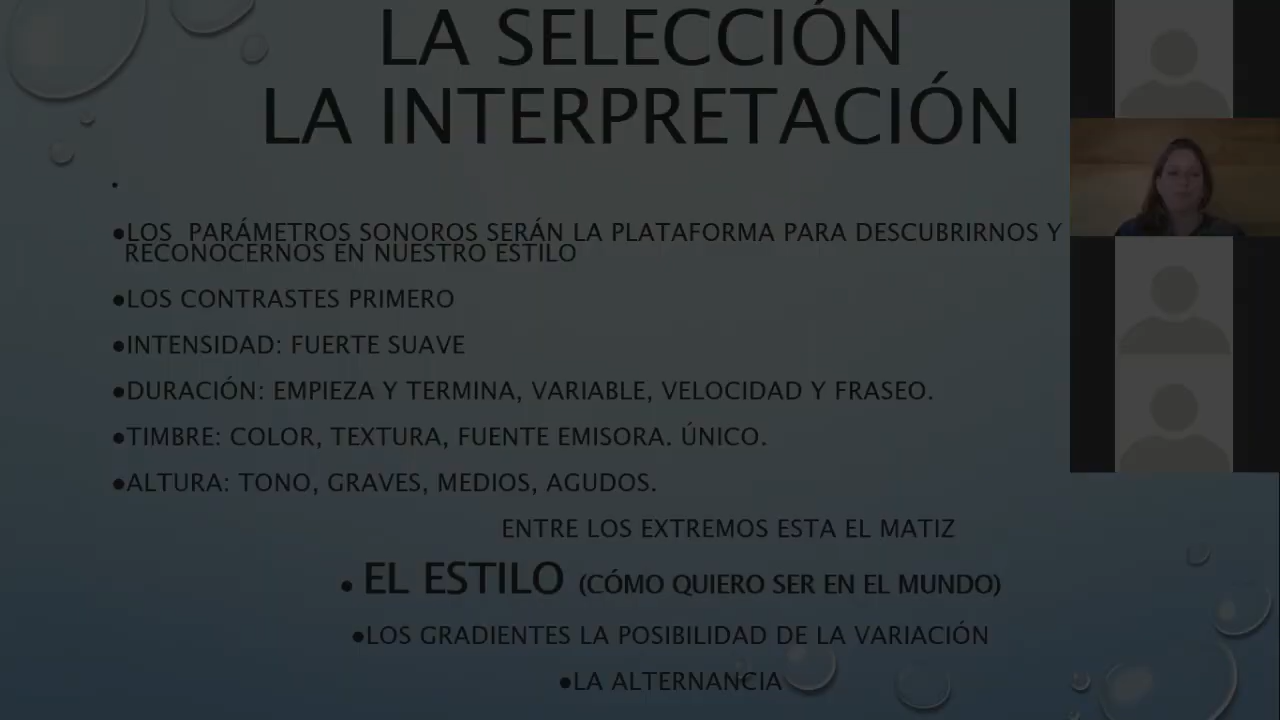 LA SELECCIÓN
LA INTERPRETACIÓN
•
•LOS PARÁMETROS SONOROS SERÁN LA PLATAFORMA PARA DESCUBRIRNOS Y
RECONOCERNOS EN NUESTRO ESTILO
•LOS CONTRASTES PRIMERO
•INTENSIDAD: FUERTE SUAVE
•DURACIÓN: EMPIEZA Y TERMINA, VARIABLE, VELOCIDAD Y FRASEO.
•TIMBRE: COLOR, TEXTURA, FUENTE EMISORA. ÚNICO.
•ALTURA: TONO, GRAVES, MEDIOS, AGUDOS.
ENTRE LOS EXTREMOS ESTA EL MATIZ
• EL ESTILO (CÓMO QUIERO SER EN EL MUNDO)
•LOS GRADIENTES LA POSIBILIDAD DE LA VARIACIÓN
•LA ALTERNANCIA